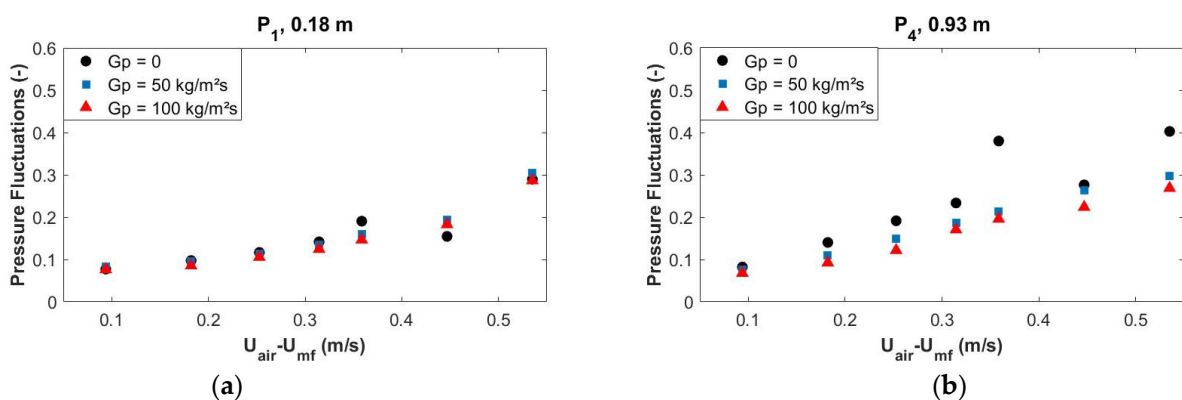 P₁, 0.18 m
Pressure Fluctuations (-)
0.6
0.5
0.4
0.3
0.2
0.1
0
Gp = 0
Gp = 50 kg/m²s
Gp = 100 kg/m²s
0.1 0.2 0.3 0.4 0.5
U_air-U_mf (m/s)
(a)
P₄, 0.93 m
Pressure Fluctuations (-)
0.6
0.5
0.4
0.3
0.2
0.1
0
Gp = 0
Gp = 50 kg/m²s
Gp = 100 kg/m²s
0.1 0.2 0.3 0.4 0.5
U_air-U_mf (m/s)
(b)